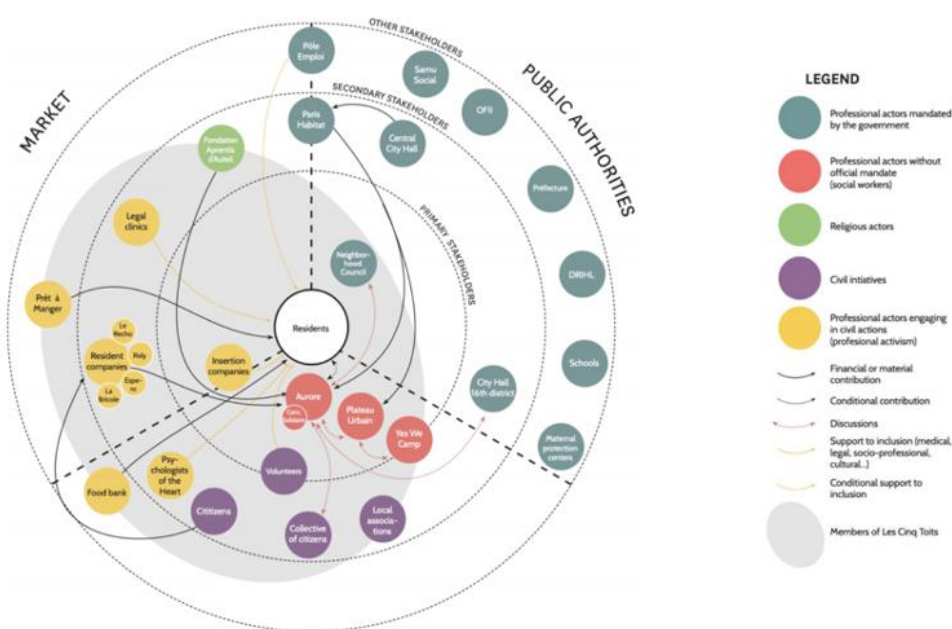 OTHER STAKEHOLDERS
SECONDARY STAKEHOLDERS
PRIMARY STAKEHOLDERS
MARKET
PUBLIC AUTHORITIES
Pôle
Emploi
Samu
Social
OFII
Paris
Habitat
Central
City Hall
Fondation
d'Auteil
Préfecture
Legal
clinics
Neighbor-
hood
Council
DRIHL
Prêt à
Manger
Residents
Le
Rechu
Resident
companies
Rely
Espe-
La
Bricole
Insertion
companies
Schools
Aurore
Plateau
Urbain
City Hall
16th district
Yes We
Camp
Maternal
protection
centers
Food bank
Psy-
chologists
of the
Heart
Volunteers
Cititizens
Collective
of citizens
Local
associa-
tions
LEGEND
Professional actors mandated
by the government
Professional actors without
official mandate
(social workers)
Religious actors
Civil intiatives
Professional actors engaging
in civil actions
(profesional activism)
Financial or material
contribution
Conditional contribution
Discussions
Support to inclusion (medical,
legal, socio-professional,
cultural...)
Conditional support to
inclusion
Members of Les Cinq Toits